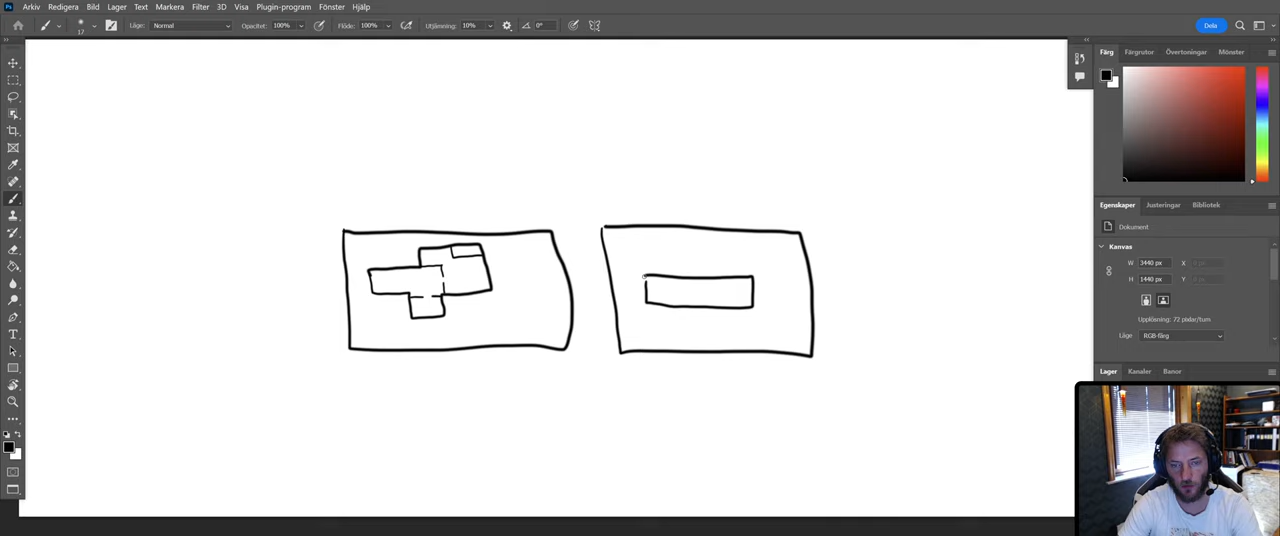 Ps Arkiv Redigera Bild Lager Text Markera Filter 3D Visa Plugin-program Fönster Hjälp
17 Läge: Normal Opacitet: 100% Flöde: 100% Utjämning: 10% 0° Dela
Färg Färgrutor Övertoningar Mönster
Egenskaper Justeringar Bibliotek
Dokument
Kanvas
W 3440 px X
H 1440 px Y
Upplösning: 72 pixlar/tum
Läge RGB-färg
Lager Kanaler Banor